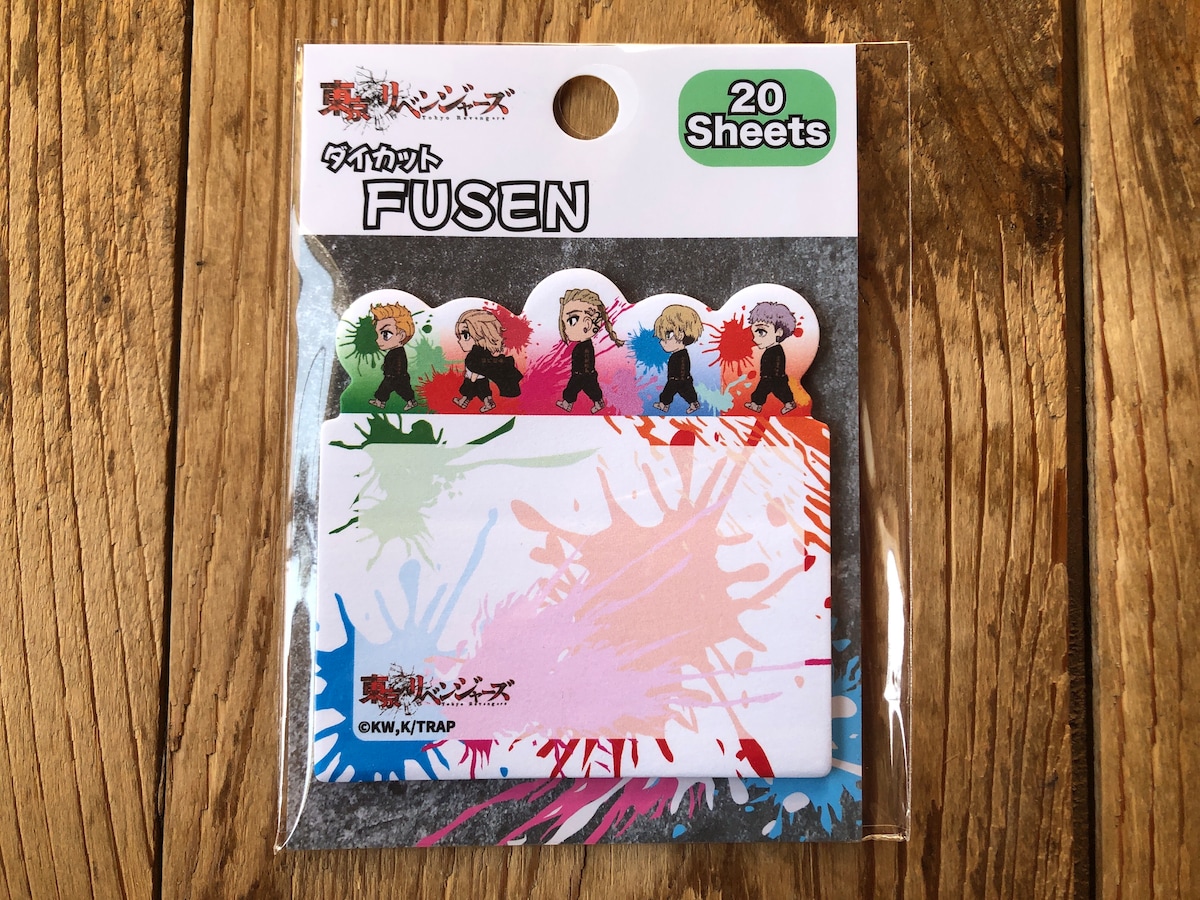 東京リベンジャーズ
Tokyo Revengers
20
Sheets
ダイカット
FUSEN
東京リベンジャーズ
Tokyo Revengers
©KW,K/TRAP